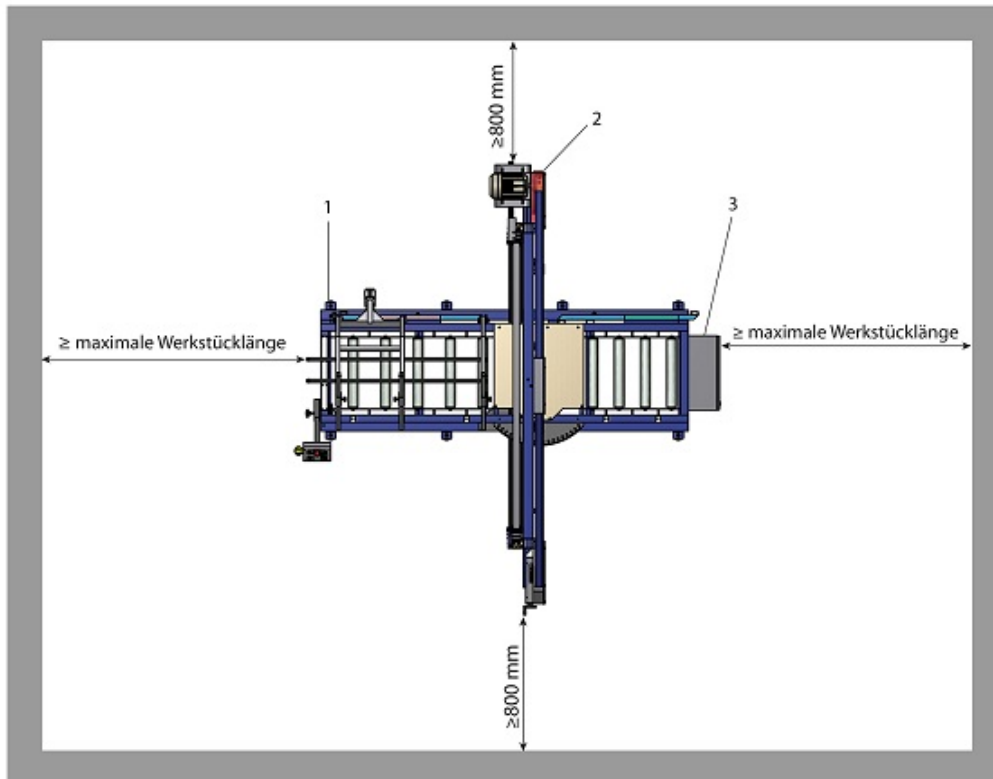 ≥800 mm
2
1
3
≥ maximale Werkstücklänge
≥ maximale Werkstücklänge
≥800 mm